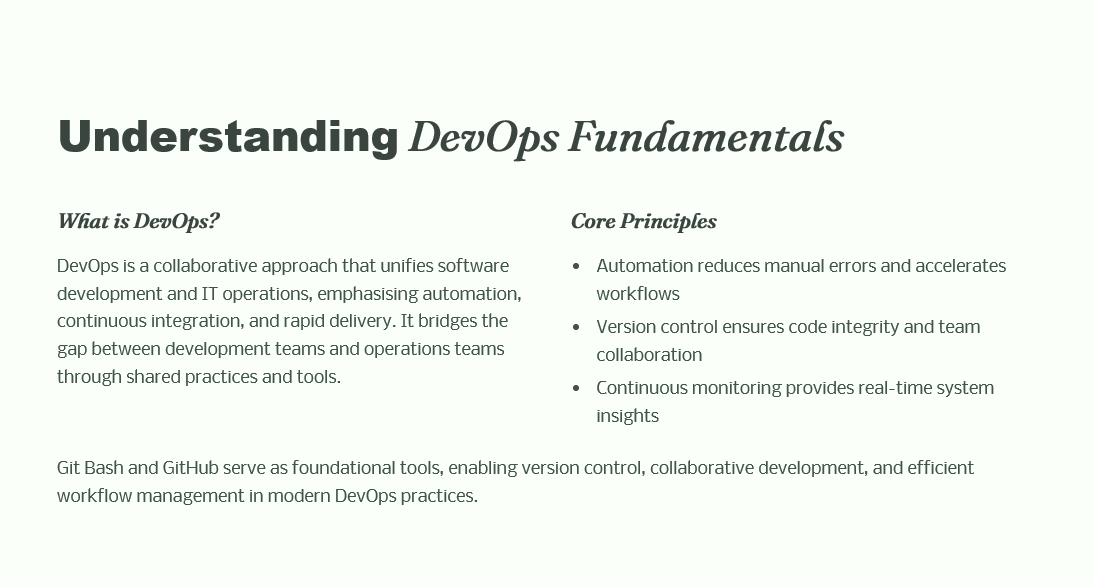 Understanding DevOps Fundamentals
What is DevOps?
DevOps is a collaborative approach that unifies software
development and IT operations, emphasising automation,
continuous integration, and rapid delivery. It bridges the
gap between development teams and operations teams
through shared practices and tools.
Core Principles
• Automation reduces manual errors and accelerates
workflows
• Version control ensures code integrity and team
collaboration
• Continuous monitoring provides real-time system
insights
Git Bash and GitHub serve as foundational tools, enabling version control, collaborative development, and efficient
workflow management in modern DevOps practices.